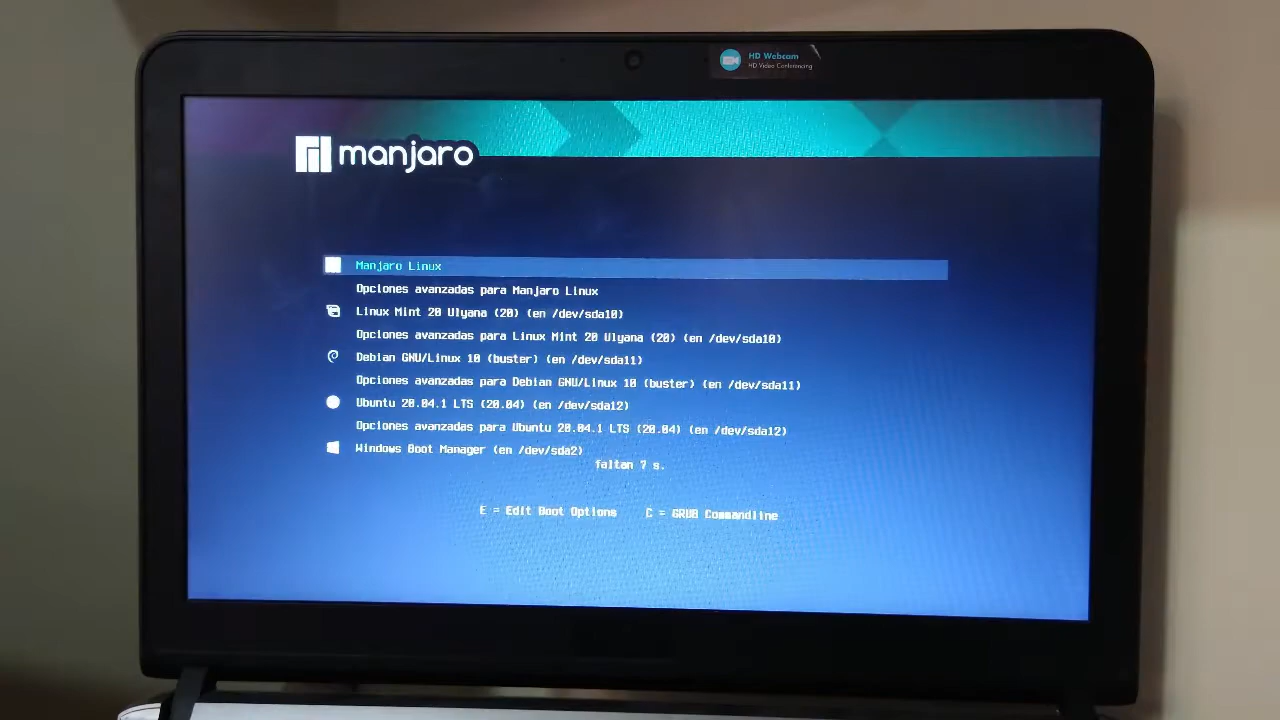 HD Webcam
HD Video Conferencing
manjaro
Manjaro Linux
Opciones avanzadas para Manjaro Linux
Linux Mint 20 Ulyana (20) (en /dev/sda10)
Opciones avanzadas para Linux Mint 20 Ulyana (20) (en /dev/sda10)
Debian GNU/Linux 10 (buster) (en /dev/sda11)
Opciones avanzadas para Debian GNU/Linux 10 (buster) (en /dev/sda11)
Ubuntu 20.04.1 LTS (20.04) (en /dev/sda12)
Opciones avanzadas para Ubuntu 20.04.1 LTS (20.04) (en /dev/sda12)
Windows Boot Manager (en /dev/sda2)
faltan 7 s.
E = Edit Boot Options C = GRUB Commandline